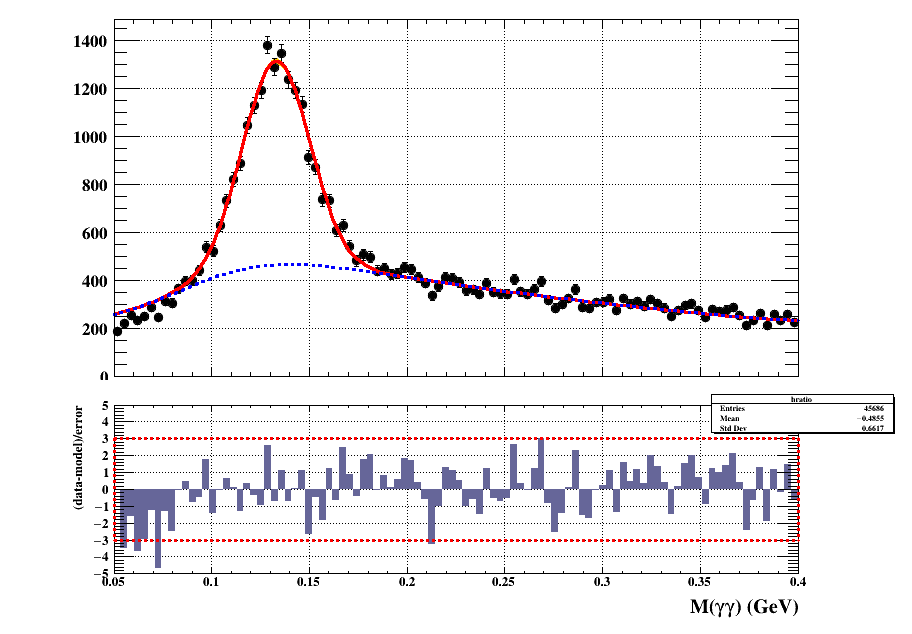 1400
1200
1000
800
600
400
200
0
(data-model)/error
5
4
3
2
1
0
−1
−2
−3
−4
−5
hratio
Entries 45686
Mean −0.4855
Std Dev 0.6617
0.05 0.1 0.15 0.2 0.25 0.3 0.35 0.4
M(γγ) (GeV)